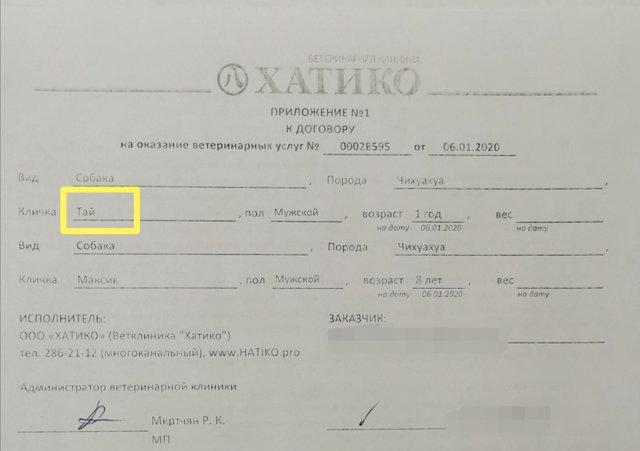 ВЕТЕРИНАРНАЯ КЛИНИКА
ХАТИКО
ПРИЛОЖЕНИЕ №1
К ДОГОВОРУ
на оказание ветеринарных услуг № 00028595 от 06.01.2020
Вид Собака, Порода Чихуахуа
Кличка Тай, пол Мужской, возраст 1 год, вес
на дату 06.01.2020 на дату
Вид Собака, Порода Чихуахуа
Кличка Максик, пол Мужской, возраст 8 лет, вес
на дату 06.01.2020 на дату
ИСПОЛНИТЕЛЬ: ЗАКАЗЧИК:
ООО «ХАТИКО» (Ветклиника "Хатико")
тел. 286-21-12 (многоканальный), www.HATIKO.pro
Администратор ветеринарной клиники
Мкртчян Р. К.
МП